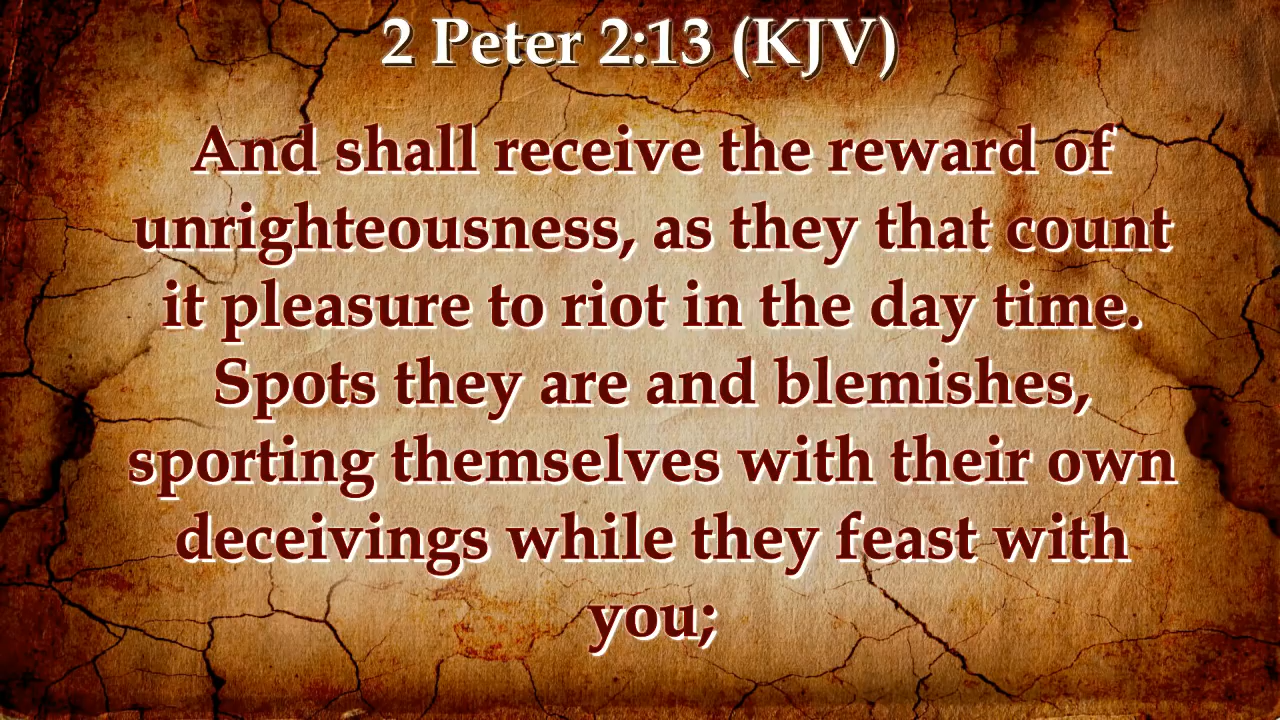 2 Peter 2:13 (KJV)
And shall receive the reward of
unrighteousness, as they that count
it pleasure to riot in the day time.
Spots they are and blemishes,
sporting themselves with their own
deceivings while they feast with
you;